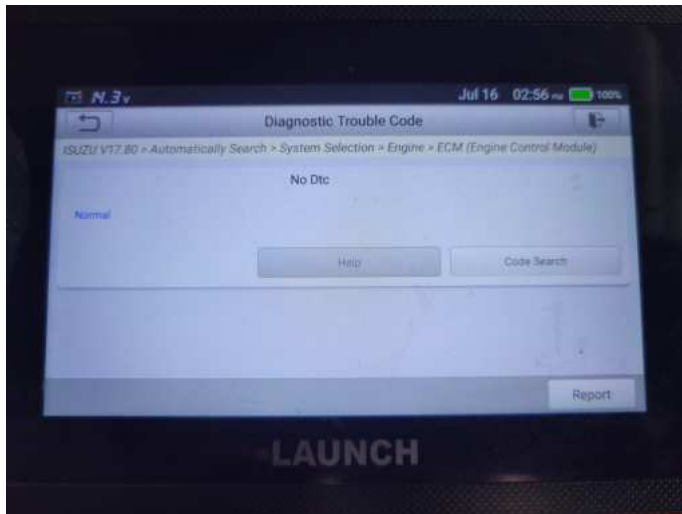 Jul 16 02:56 100%
Diagnostic Trouble Code
ISUZU V17.80 > Automatically Search > System Selection > Engine > ECM (Engine Control Module)
No Dtc
Normal
Help
Code Search
Report
LAUNCH